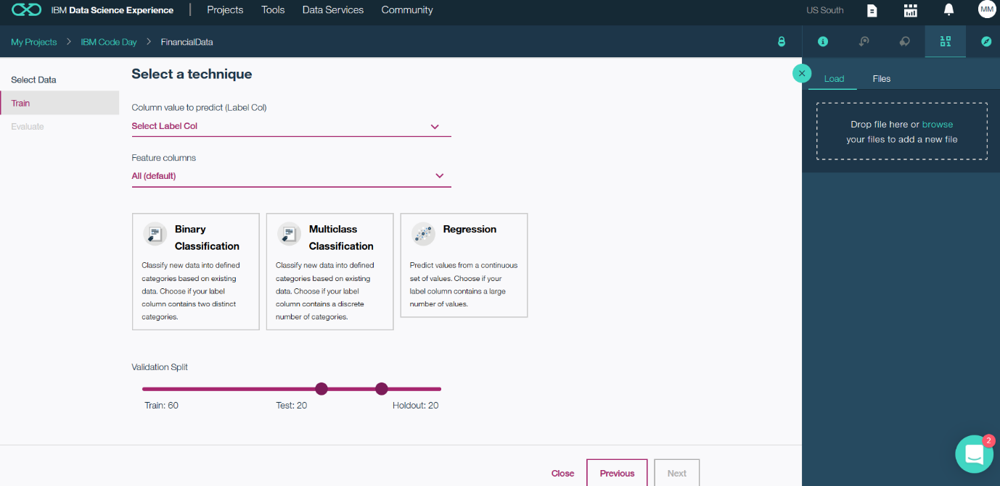 IBM Data Science Experience
Projects
Tools
Data Services
Community
US South
MM
My Projects > IBM Code Day > FinancialData
Select Data
Train
Evaluate
Select a technique
Column value to predict (Label Col)
Select Label Col
Feature columns
All (default)
Binary
Classification
Classify new data into defined
categories based on existing
data. Choose if your label
column contains two distinct
categories.
Multiclass
Classification
Classify new data into defined
categories based on existing
data. Choose if your label
column contains a discrete
number of categories.
Regression
Predict values from a continuous
set of values. Choose if your
label column contains a large
number of values.
Validation Split
Train: 60
Test: 20
Holdout: 20
Close
Previous
Next
Load
Files
Drop file here or browse
your files to add a new file
2